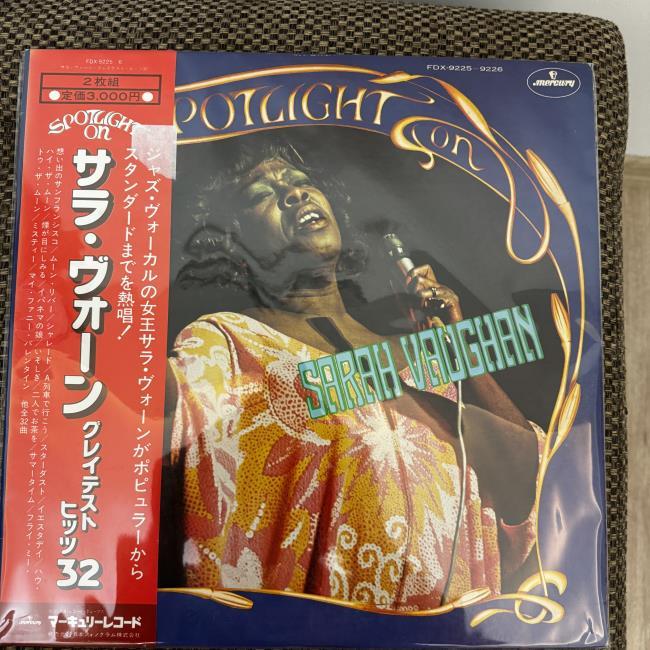 FDX-9225 6
2枚組
●定価3,000円●
SPOTLIGHT
ON
サラ・ヴォーン
グレイテスト
ヒッツ32
ジャズ・ヴォーカルの女王サラ・ヴォーンがポピュラーから
スタンダードまでを熱唱!
想い出のサンフランシスコ/ムーン・リバー/シャレード/A列車で行こう/スターダスト/イエスタデイ/ハウ・
ハイ・ザ・ムーン/煙が目にしみる/イパネマの娘/いそしぎ/二人でお茶を/サマータイム/フライ・ミー・
トゥ・ザ・ムーン/ミスティー/マイ・ファニー・バレンタイン 他全32曲
mercury
マーキュリーレコード
FDX-9225-9226
mercury
POTLIGHT
on
SARAH VAUGHAN